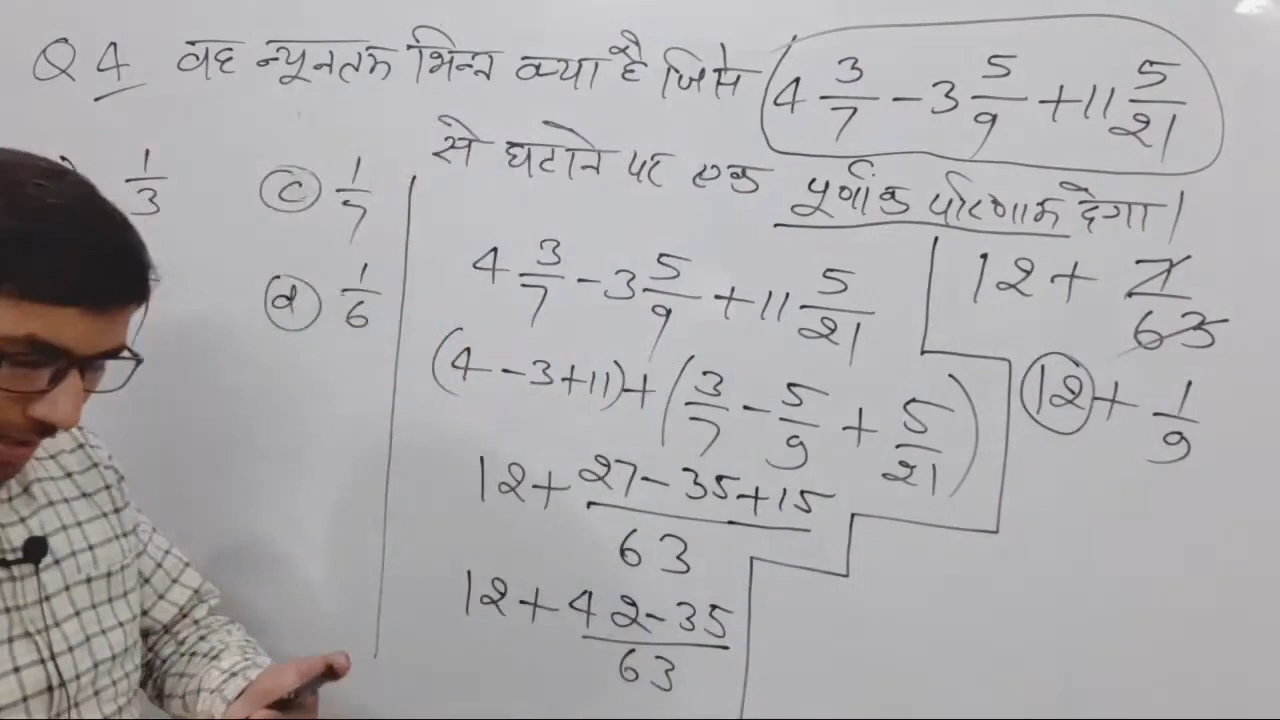 Q 4 वह न्यूनतम भिन्न क्या है जिसे 4 3/7 - 3 5/9 + 11 5/21
से घटाने पर एक पूर्णांक परिणाम देगा।
1/3 (c) 1/7
(d) 1/6
4 3/7 - 3 5/9 + 11 5/21
(4 - 3 + 11) + (3/7 - 5/9 + 5/21)
12 + 27 - 35 + 15/63
12 + 42 - 35/63
12 + 7/63
12 + 1/9